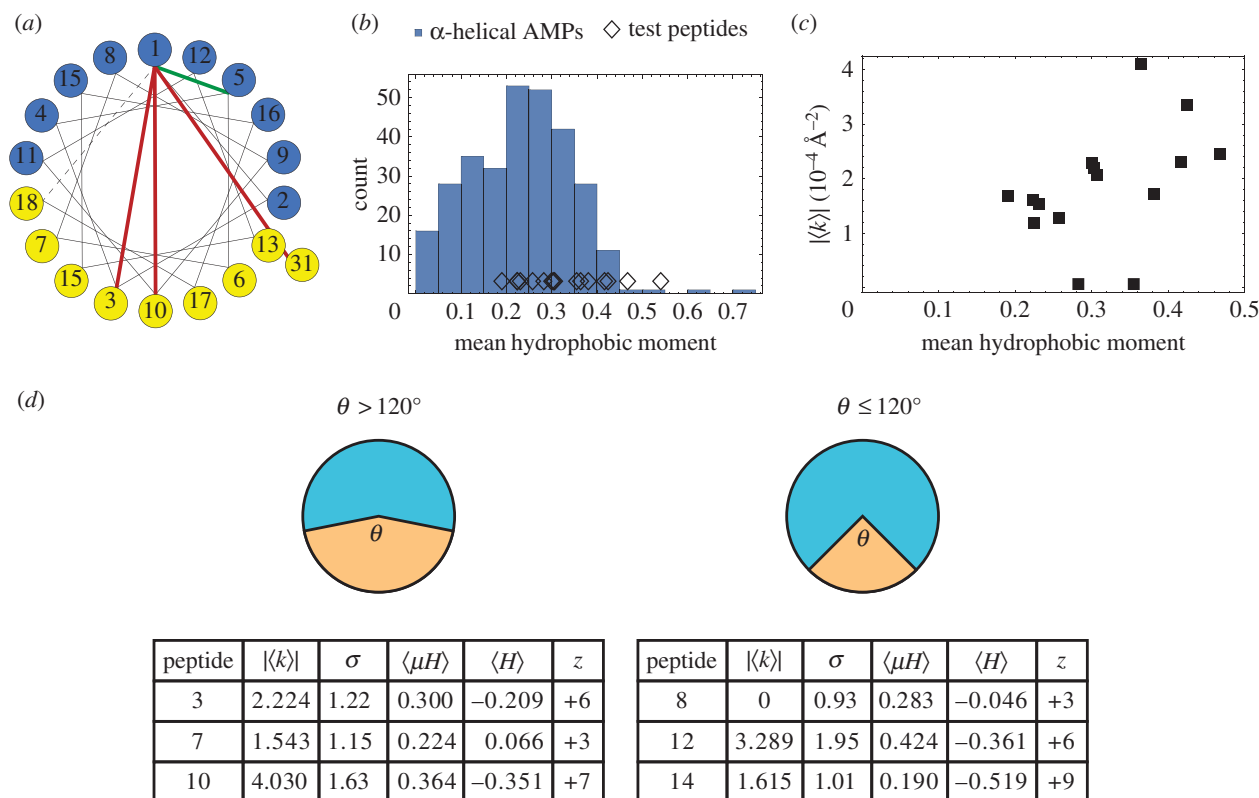 (a)
1
8
12
15
5
4
16
11
9
18
2
7
13
31
15
6
3
10
17
(b)
α-helical AMPs
test peptides
50
40
30
20
10
count
0
0.1
0.2
0.3
0.4
0.5
0.6
0.7
mean hydrophobic moment
(c)
4
3
2
1
|⟨k⟩| (10⁻⁴ Å⁻²)
0
0.1
0.2
0.3
0.4
0.5
mean hydrophobic moment
(d)
θ > 120°
θ
peptide |⟨k⟩| σ ⟨μH⟩ ⟨H⟩ z
3 2.224 1.22 0.300 –0.209 +6
7 1.543 1.15 0.224 0.066 +3
10 4.030 1.63 0.364 –0.351 +7
θ ≤ 120°
θ
peptide |⟨k⟩| σ ⟨μH⟩ ⟨H⟩ z
8 0 0.93 0.283 –0.046 +3
12 3.289 1.95 0.424 –0.361 +6
14 1.615 1.01 0.190 –0.519 +9